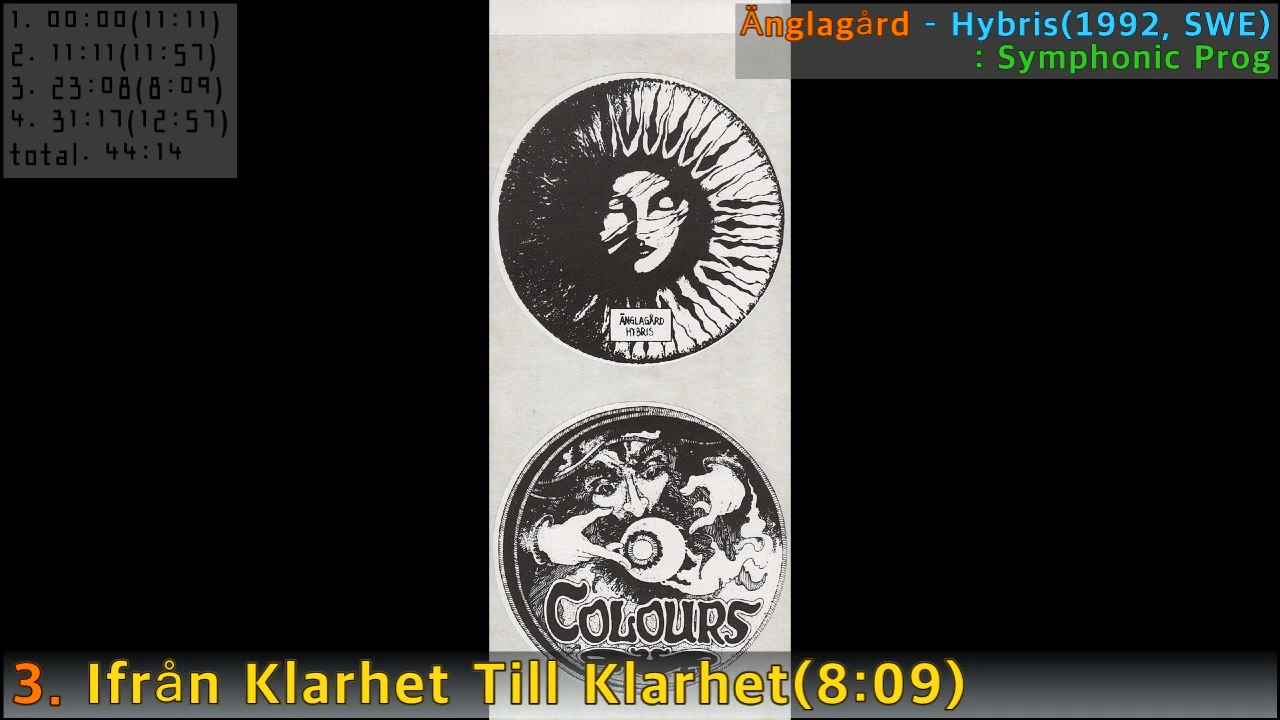 1. 00:00(11:11)
2. 11:11(11:57)
3. 23:08(8:09)
4. 31:17(12:57)
total. 44:14
Änglagård - Hybris(1992, SWE)
: Symphonic Prog
ÄNGLAGÅRD
HYBRIS
COLOURS
3. Ifrån Klarhet Till Klarhet(8:09)